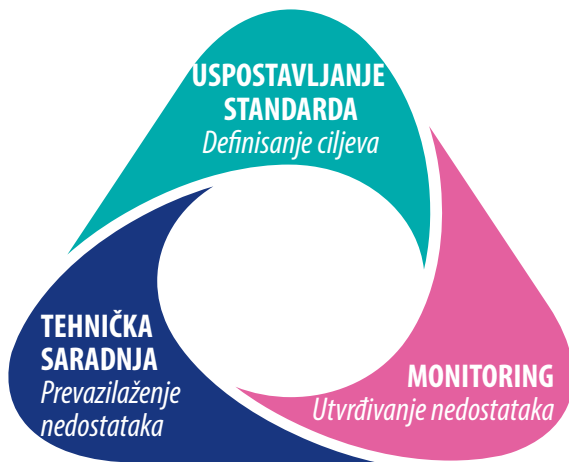 USPOSTAVLJANJE
STANDARDA
Definisanje ciljeva
TEHNIČKA
SARADNJA
Prevazilaženje
nedostataka
MONITORING
Utvrđivanje nedostataka